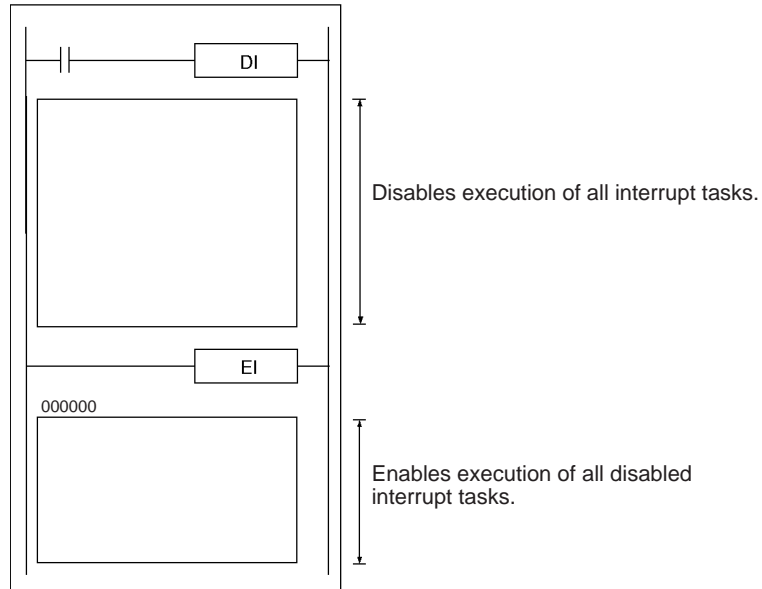 DI
Disables execution of all interrupt tasks.
EI
000000
Enables execution of all disabled
interrupt tasks.